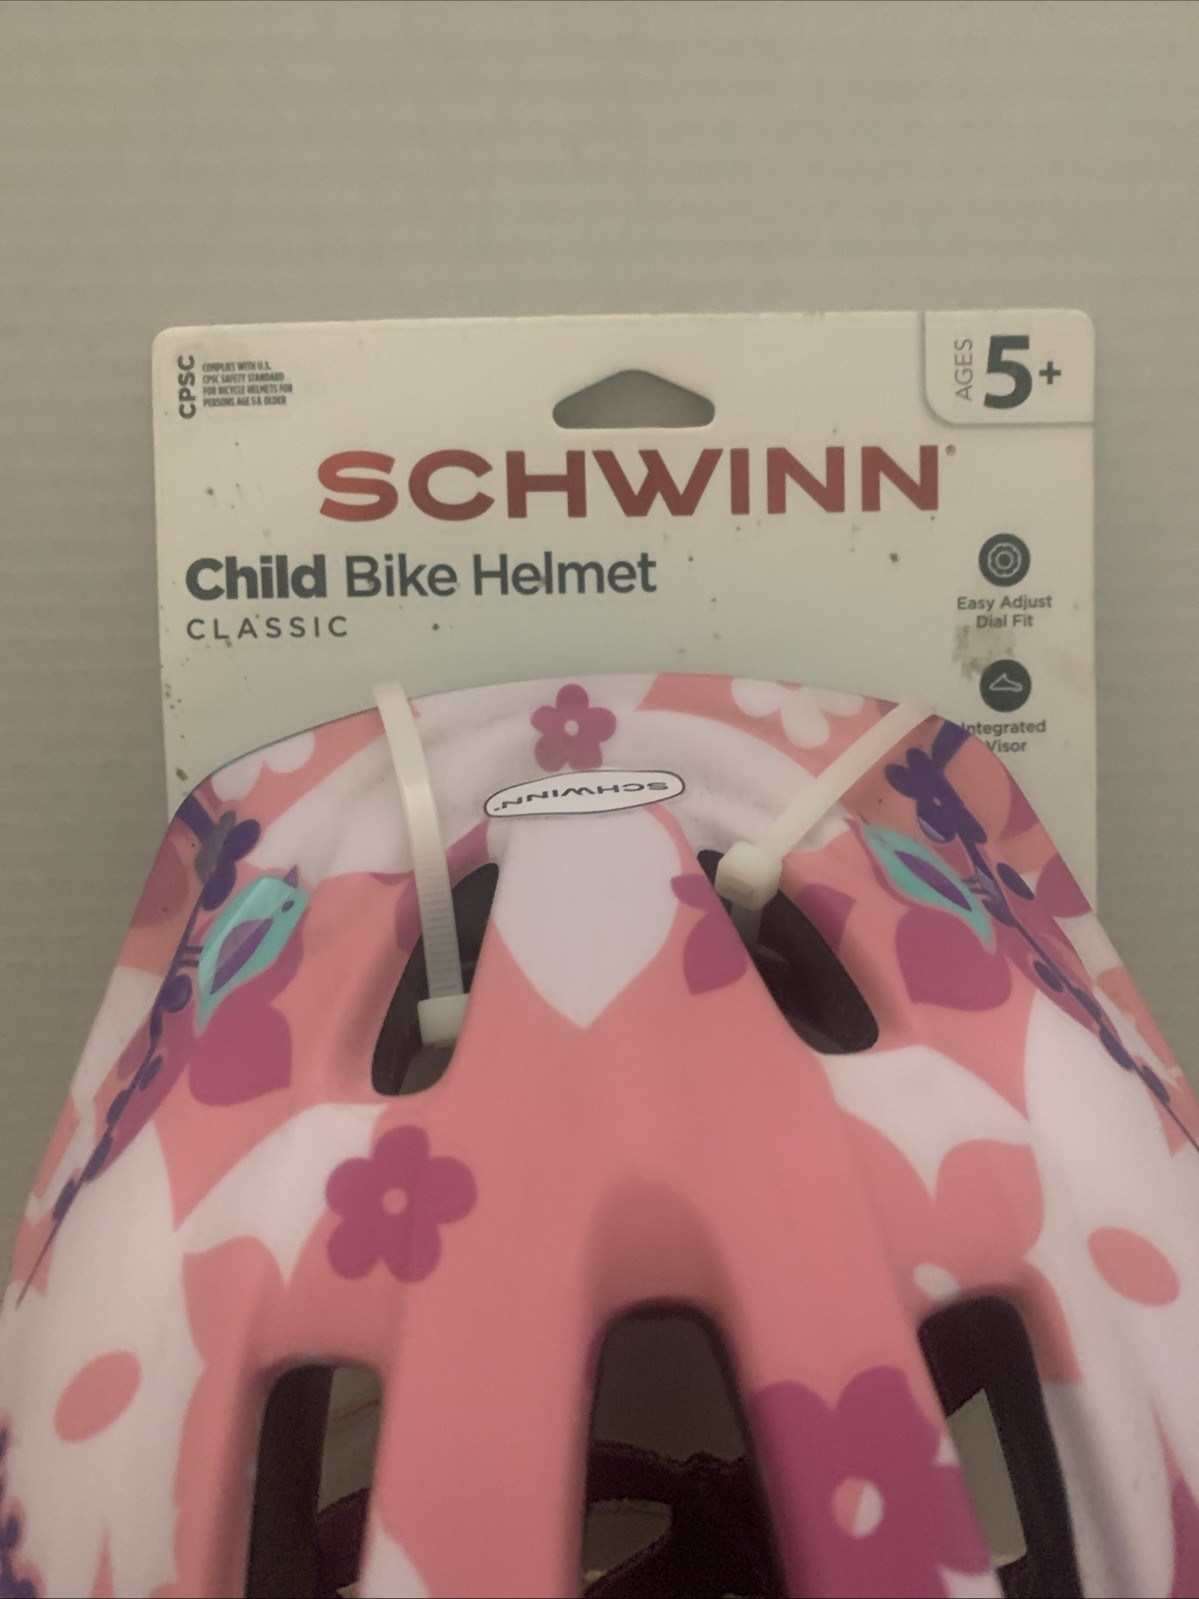 CPSC
COMPLIES WITH U.S.
CPSC SAFETY STANDARD
FOR BICYCLE HELMETS FOR
PERSONS AGE 5 & OLDER
AGES
5+
SCHWINN
Child Bike Helmet
CLASSIC
Easy Adjust
Dial Fit
Integrated
Visor
SCHWINN